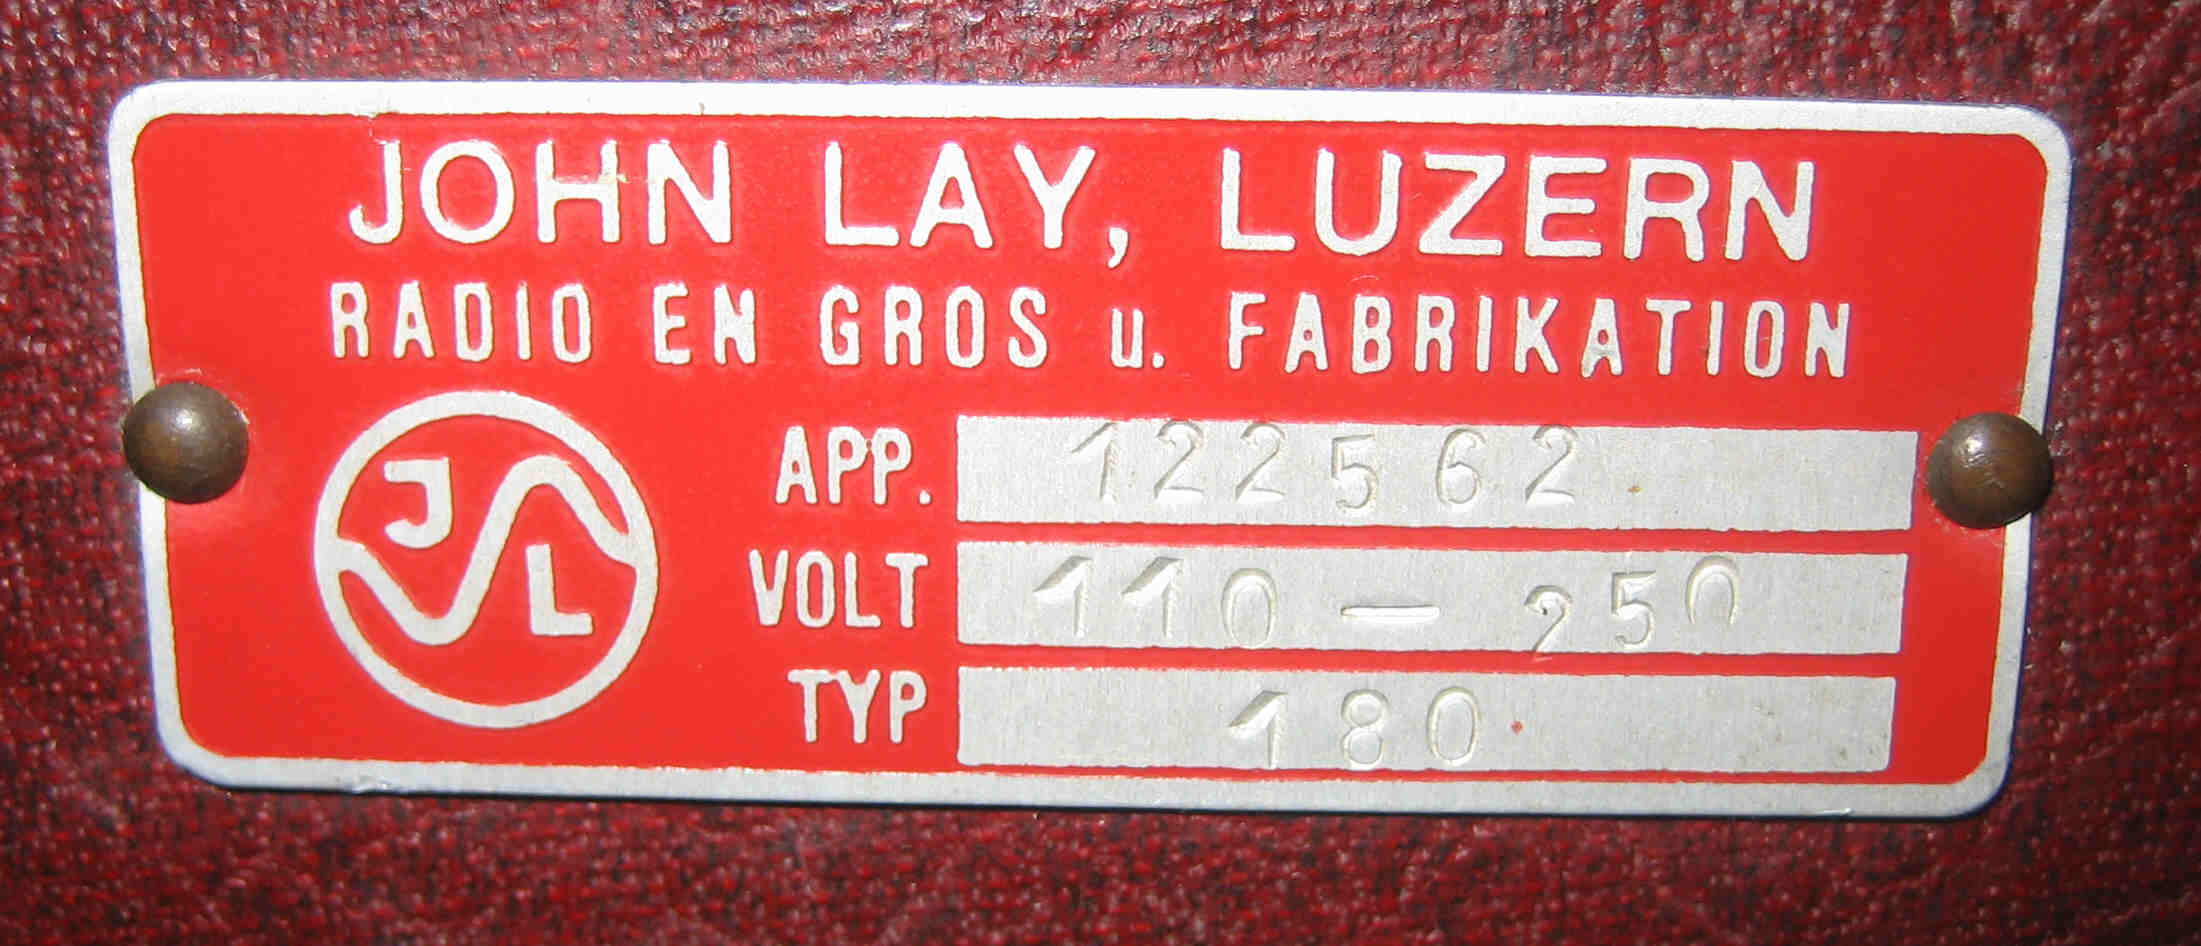 JOHN LAY, LUZERN
RADIO EN GROS u. FABRIKATION
JL
APP. 122562
VOLT 110 — 250
TYP 180